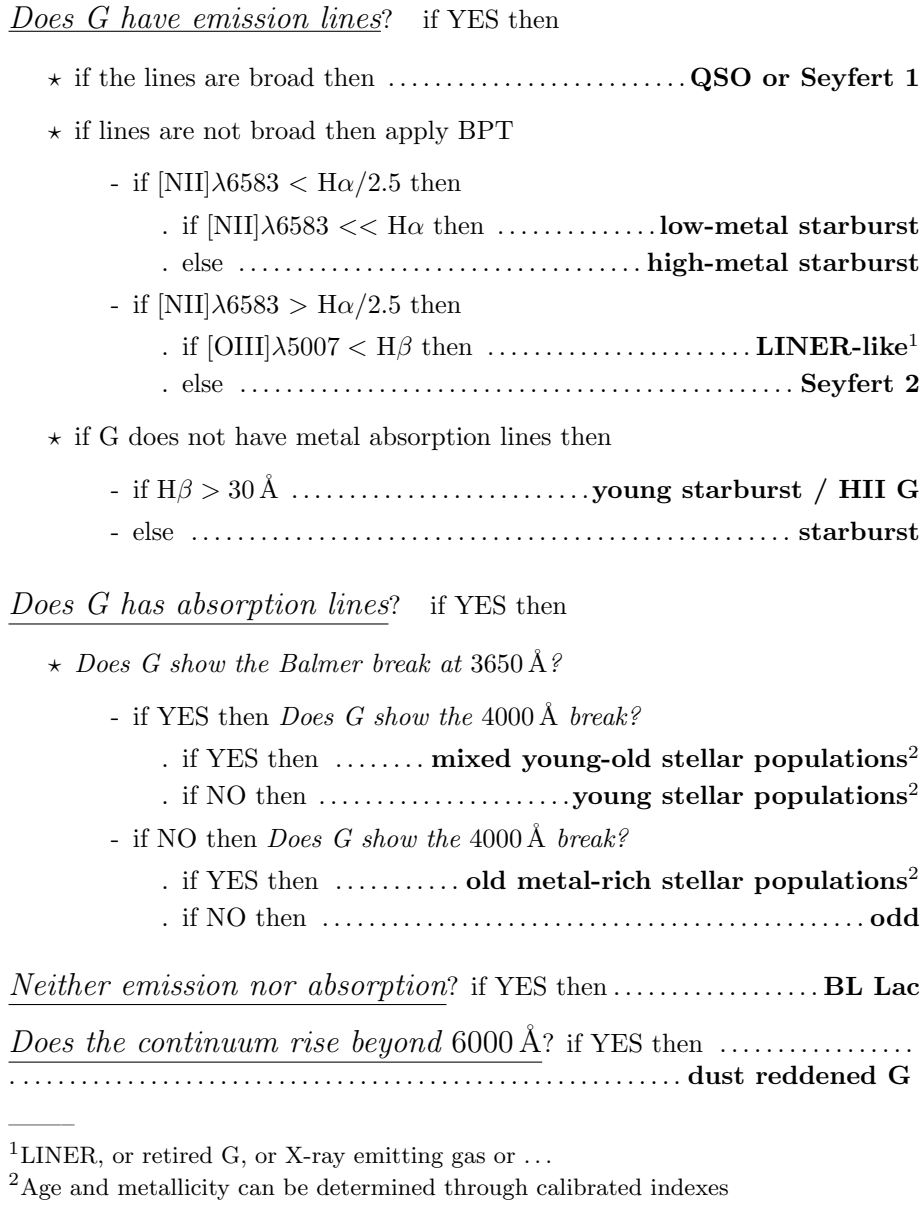 Does G have emission lines? if YES then
⋆ if the lines are broad then ..........................QSO or Seyfert 1
⋆ if lines are not broad then apply BPT
- if [NII]λ6583 < Hα/2.5 then
. if [NII]λ6583 << Hα then ..............low-metal starburst
. else ...................................high-metal starburst
- if [NII]λ6583 > Hα/2.5 then
. if [OIII]λ5007 < Hβ then .......................LINER-like¹
. else ................................................Seyfert 2
⋆ if G does not have metal absorption lines then
- if Hβ > 30 Å ..........................young starburst / HII G
- else ....................................................starburst
Does G has absorption lines? if YES then
⋆ Does G show the Balmer break at 3650 Å?
- if YES then Does G show the 4000 Å break?
. if YES then ........mixed young-old stellar populations²
. if NO then ......................young stellar populations²
- if NO then Does G show the 4000 Å break?
. if YES then ...........old metal-rich stellar populations²
. if NO then ...............................................odd
Neither emission nor absorption? if YES then..................BL Lac
Does the continuum rise beyond 6000 Å? if YES then .................
..........................................................dust reddened G
¹LINER, or retired G, or X-ray emitting gas or ...
²Age and metallicity can be determined through calibrated indexes